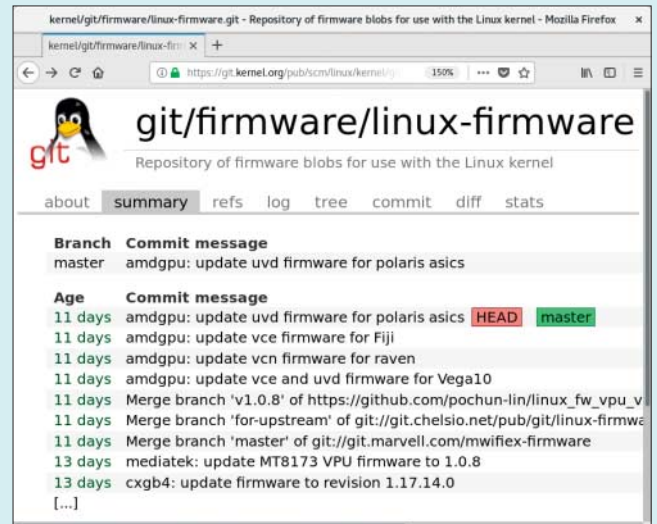 kernel/git/firmware/linux-firmware.git - Repository of firmware blobs for use with the Linux kernel - Mozilla Firefox ×
kernel/git/firmware/linux-firm × +
https://git.kernel.org/pub/scm/linux/kernel/g 150% ...
git
git/firmware/linux-firmware
Repository of firmware blobs for use with the Linux kernel
about summary refs log tree commit diff stats
Branch Commit message
master amdgpu: update uvd firmware for polaris asics
Age Commit message
11 days amdgpu: update uvd firmware for polaris asics HEAD master
11 days amdgpu: update vce firmware for Fiji
11 days amdgpu: update vcn firmware for raven
11 days amdgpu: update vce and uvd firmware for Vega10
11 days Merge branch 'v1.0.8' of https://github.com/pochun-lin/linux_fw_vpu_v
11 days Merge branch 'for-upstream' of git://git.chelsio.net/pub/git/linux-firmwa
11 days Merge branch 'master' of git://git.marvell.com/mwifiex-firmware
13 days mediatek: update MT8173 VPU firmware to 1.0.8
13 days cxgb4: update firmware to revision 1.17.14.0
[...]